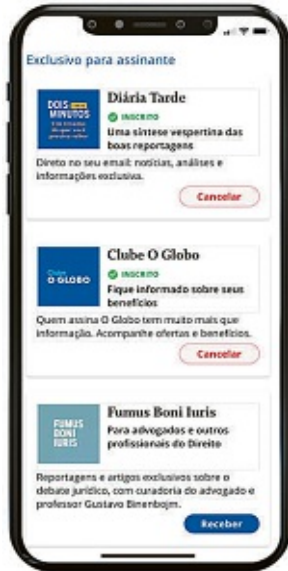 Exclusivo para assinante
DOIS
MINUTOS
Diária Tarde
INSCRITO
Uma síntese vespertina das
boas reportagens
Direto no seu email: notícias, análises e
informações exclusiva.
Cancelar
Clube
O GLOBO
Clube O Globo
INSCRITO
Fique informado sobre seus
benefícios
Quem assina O Globo tem muito mais que
informação. Acompanhe ofertas e benefícios.
Cancelar
FUMUS
BONI
IURIS
Fumus Boni Iuris
Para advogados e outros
profissionais do Direito
Reportagens e artigos exclusivos sobre o
debate jurídico, com curadoria do advogado e
professor Gustavo Binenbojm.
Receber